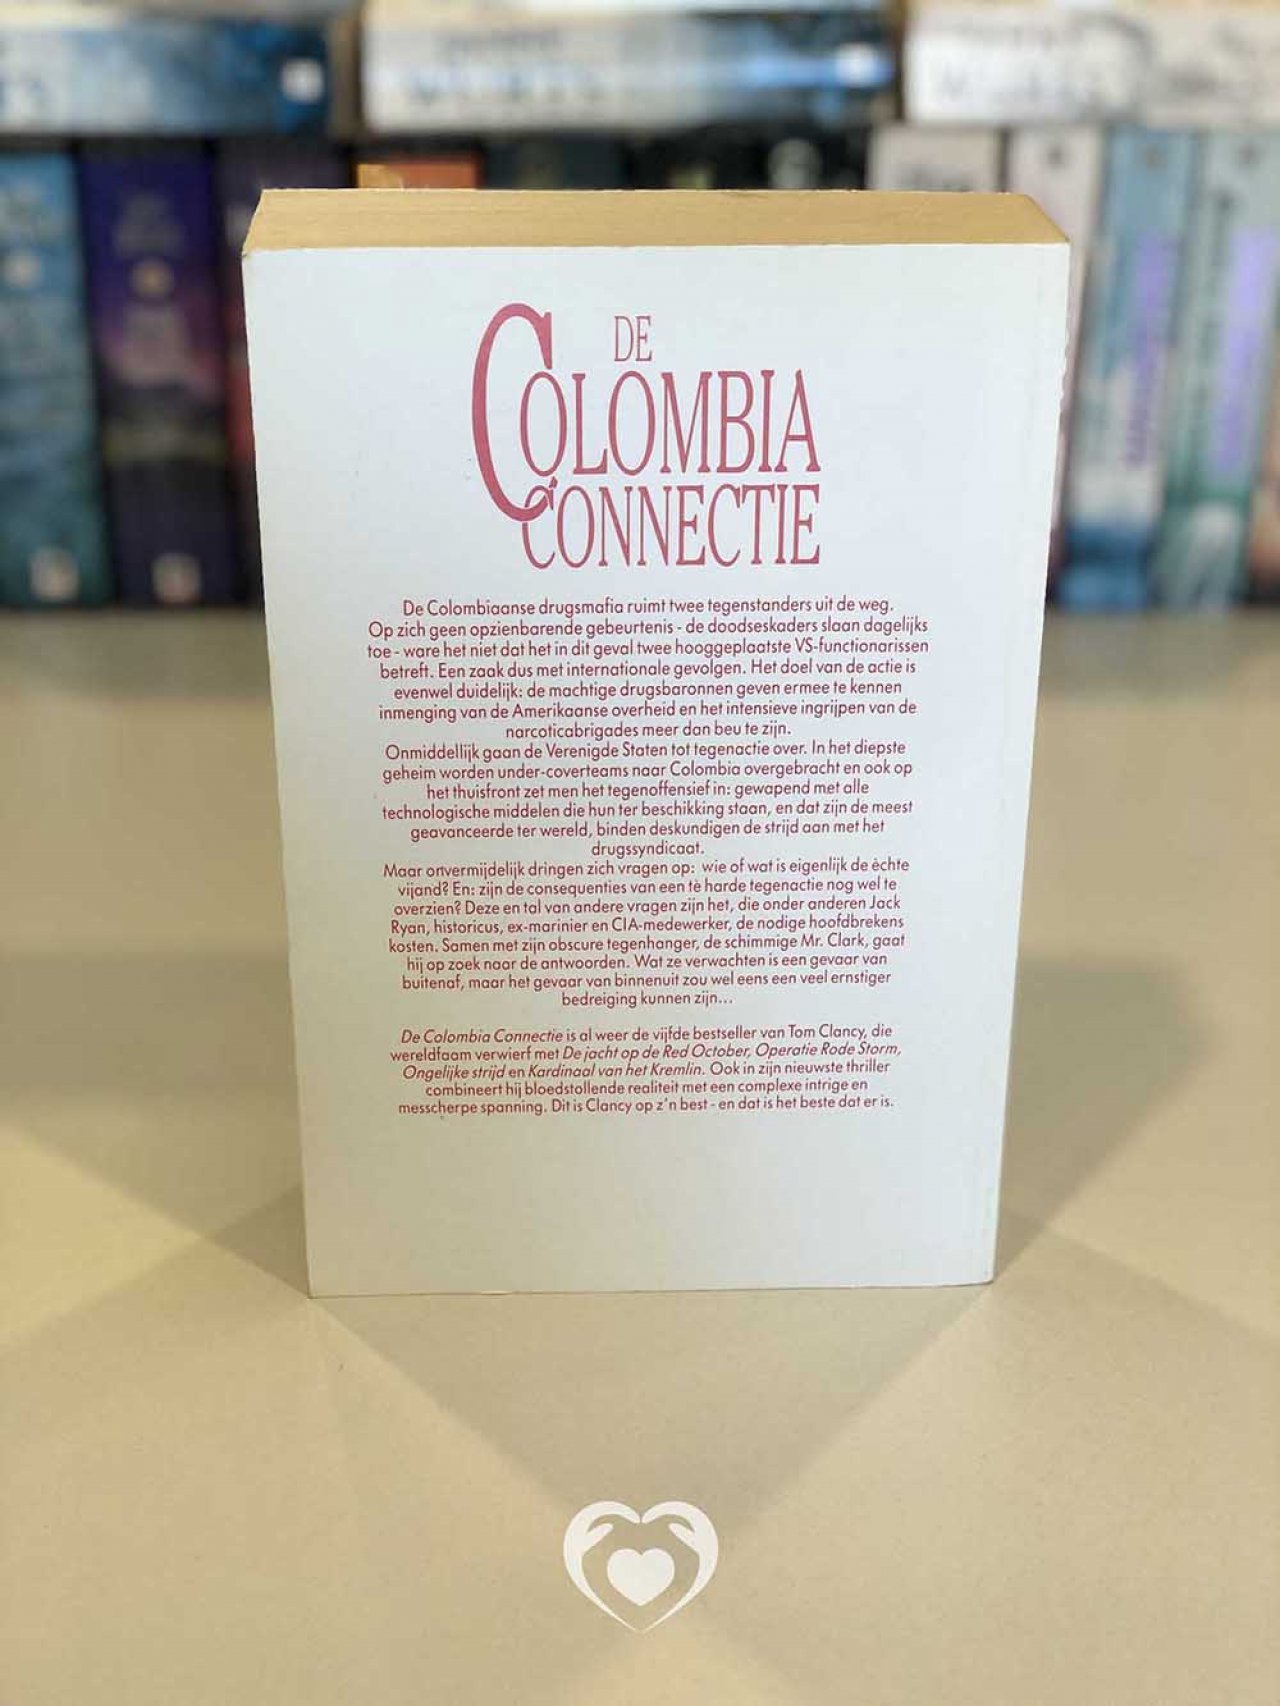 DE
COLOMBIA
CONNECTIE
De Colombiaanse drugsmafia ruimt twee tegenstanders uit de weg.
Op zich geen opzienbarende gebeurtenis - de doodseskaders slaan dagelijks
toe - ware het niet dat het in dit geval twee hooggeplaatste VS-functionarissen
betreft. Een zaak dus met internationale gevolgen. Het doel van de actie is
evenwel duidelijk: de machtige drugsbaronnen geven ermee te kennen
inmenging van de Amerikaanse overheid en het intensieve ingrijpen van de
narcoticabrigades meer dan beu te zijn.
Onmiddellijk gaan de Verenigde Staten tot tegenactie over. In het diepste
geheim worden under-coverteams naar Colombia overgebracht en ook op
het thuisfront zet men het tegenoffensief in: gewapend met alle
technologische middelen die hun ter beschikking staan, en dat zijn de meest
geavanceerde ter wereld, binden deskundigen de strijd aan met het
drugssyndicaat.
Maar onvermijdelijk dringen zich vragen op: wie of wat is eigenlijk de èchte
vijand? En: zijn de consequenties van een tè harde tegenactie nog wel te
overzien? Deze en tal van andere vragen zijn het, die onder anderen Jack
Ryan, historicus, ex-marinier en CIA-medewerker, de nodige hoofdbrekens
kosten. Samen met zijn obscure tegenhanger, de schimmige Mr. Clark, gaat
hij op zoek naar de antwoorden. Wat ze verwachten is een gevaar van
buitenaf, maar het gevaar van binnenuit zou wel eens een veel ernstiger
bedreiging kunnen zijn...
De Colombia Connectie is al weer de vijfde bestseller van Tom Clancy, die
wereldfaam verwierf met De jacht op de Red October, Operatie Rode Storm,
Ongelijke strijd en Kardinaal van het Kremlin. Ook in zijn nieuwste thriller
combineert hij bloedstollende realiteit met een complexe intrige en
messcherpe spanning. Dit is Clancy op z'n best - en dat is het beste dat er is.